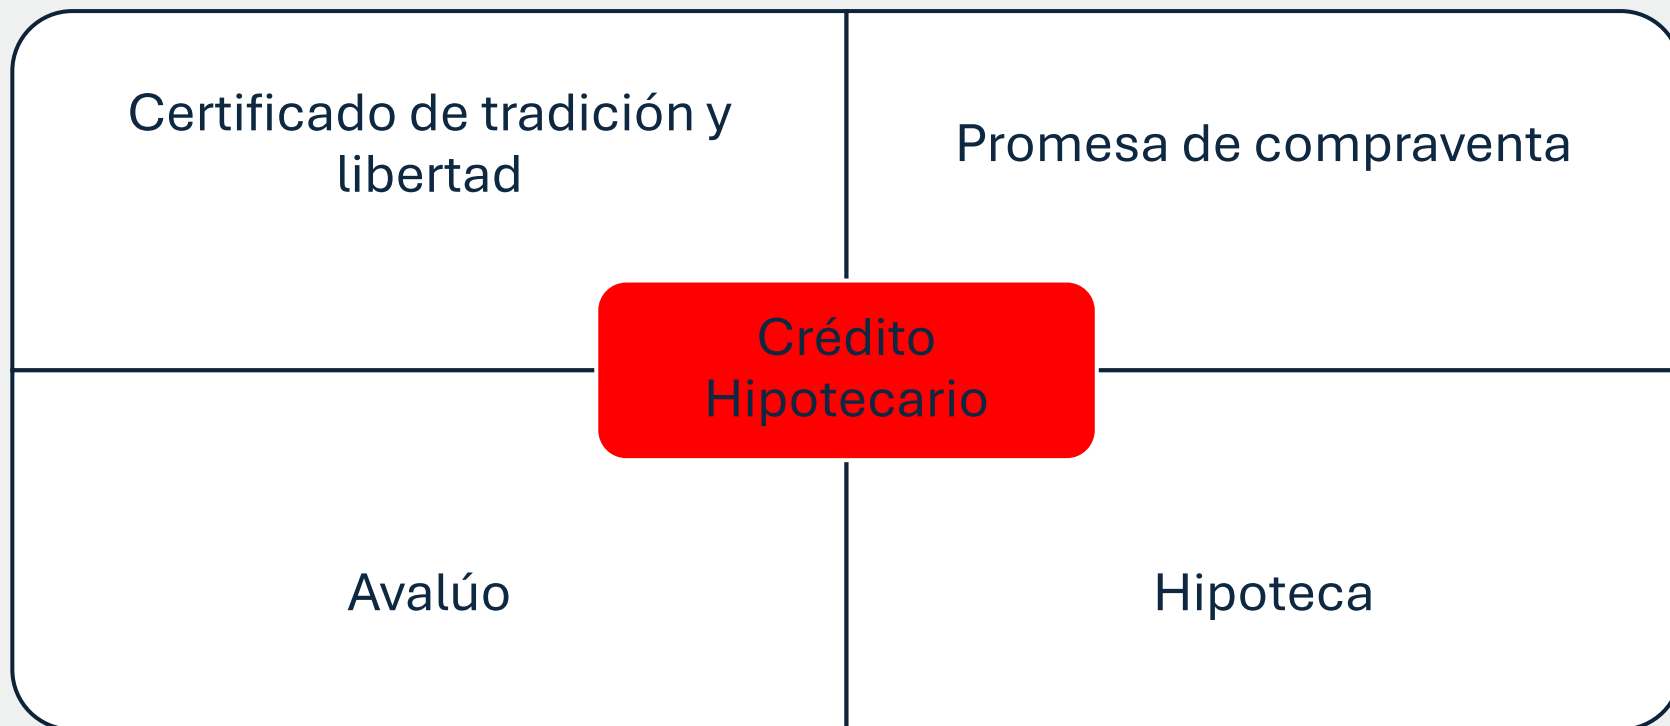 Certificado de tradición y
libertad
Promesa de compraventa
Crédito
Hipotecario
Avalúo
Hipoteca